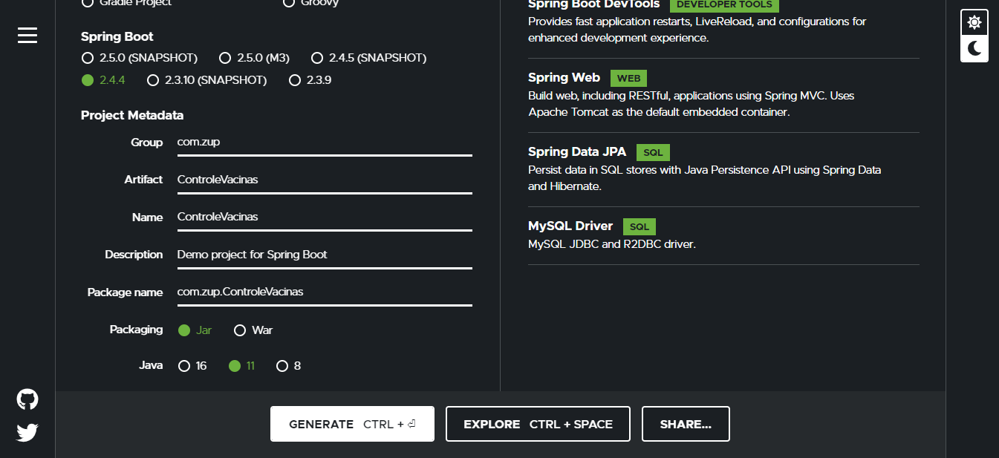 Gradle Project Groovy
Spring Boot
2.5.0 (SNAPSHOT) 2.5.0 (M3) 2.4.5 (SNAPSHOT)
2.4.4 2.3.10 (SNAPSHOT) 2.3.9
Project Metadata
Group com.zup
Artifact ControleVacinas
Name ControleVacinas
Description Demo project for Spring Boot
Package name com.zup.ControleVacinas
Packaging Jar War
Java 16 11 8
Spring Boot DevTools DEVELOPER TOOLS
Provides fast application restarts, LiveReload, and configurations for
enhanced development experience.
Spring Web WEB
Build web, including RESTful, applications using Spring MVC. Uses
Apache Tomcat as the default embedded container.
Spring Data JPA SQL
Persist data in SQL stores with Java Persistence API using Spring Data
and Hibernate.
MySQL Driver SQL
MySQL JDBC and R2DBC driver.
GENERATE CTRL + ⏎ EXPLORE CTRL + SPACE SHARE...